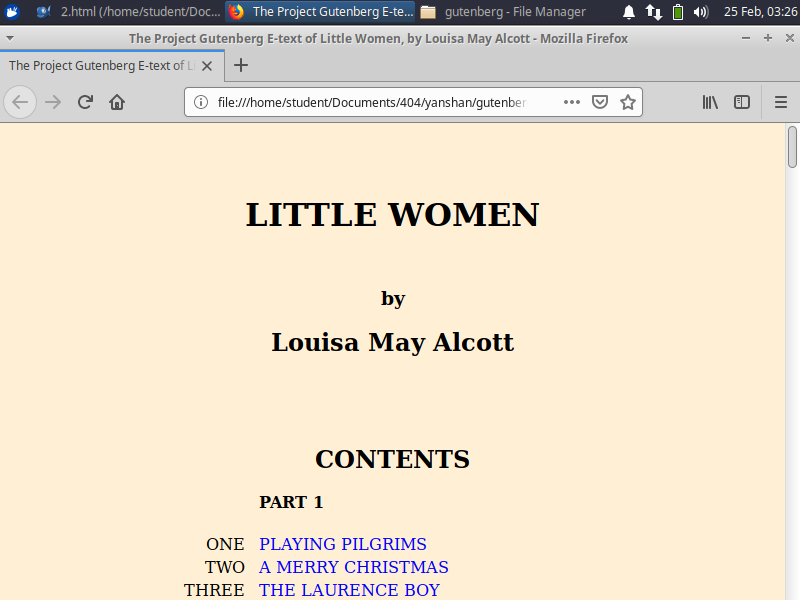 2.html (/home/student/Doc...
The Project Gutenberg E-te...
gutenberg - File Manager
25 Feb, 03:26
The Project Gutenberg E-text of Little Women, by Louisa May Alcott - Mozilla Firefox
The Project Gutenberg E-text of Li
file:///home/student/Documents/404/yanshan/gutenber
LITTLE WOMEN
by
Louisa May Alcott
CONTENTS
PART 1
ONE PLAYING PILGRIMS
TWO A MERRY CHRISTMAS
THREE THE LAURENCE BOY